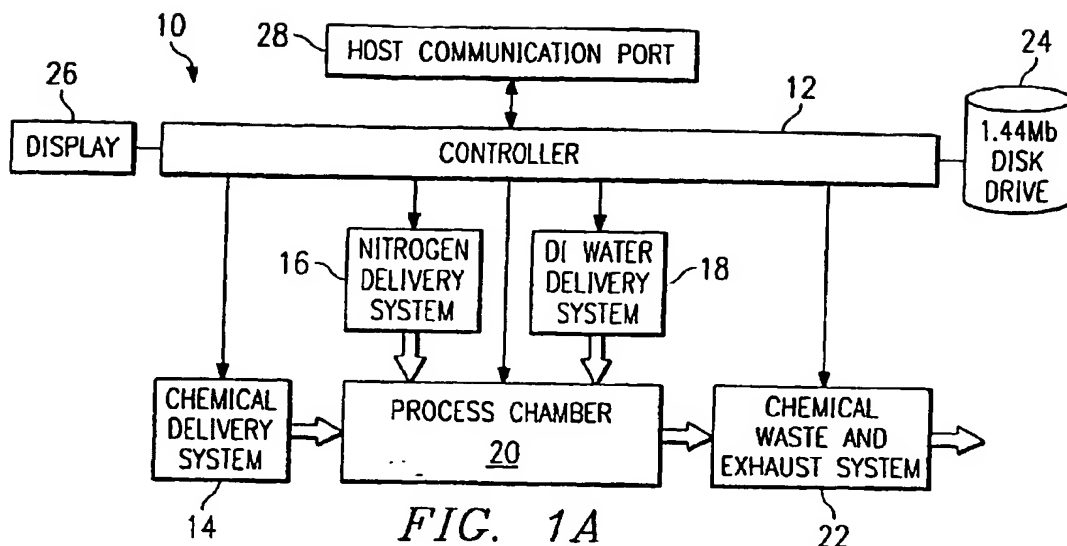 10
28
HOST COMMUNICATION PORT
24
26
12
DISPLAY
CONTROLLER
1.44Mb
DISK
DRIVE
16
NITROGEN
DELIVERY
SYSTEM
DI WATER
DELIVERY
SYSTEM
18
CHEMICAL
DELIVERY
SYSTEM
PROCESS CHAMBER
20
CHEMICAL
WASTE AND
EXHAUST SYSTEM
14
FIG. 1A
22